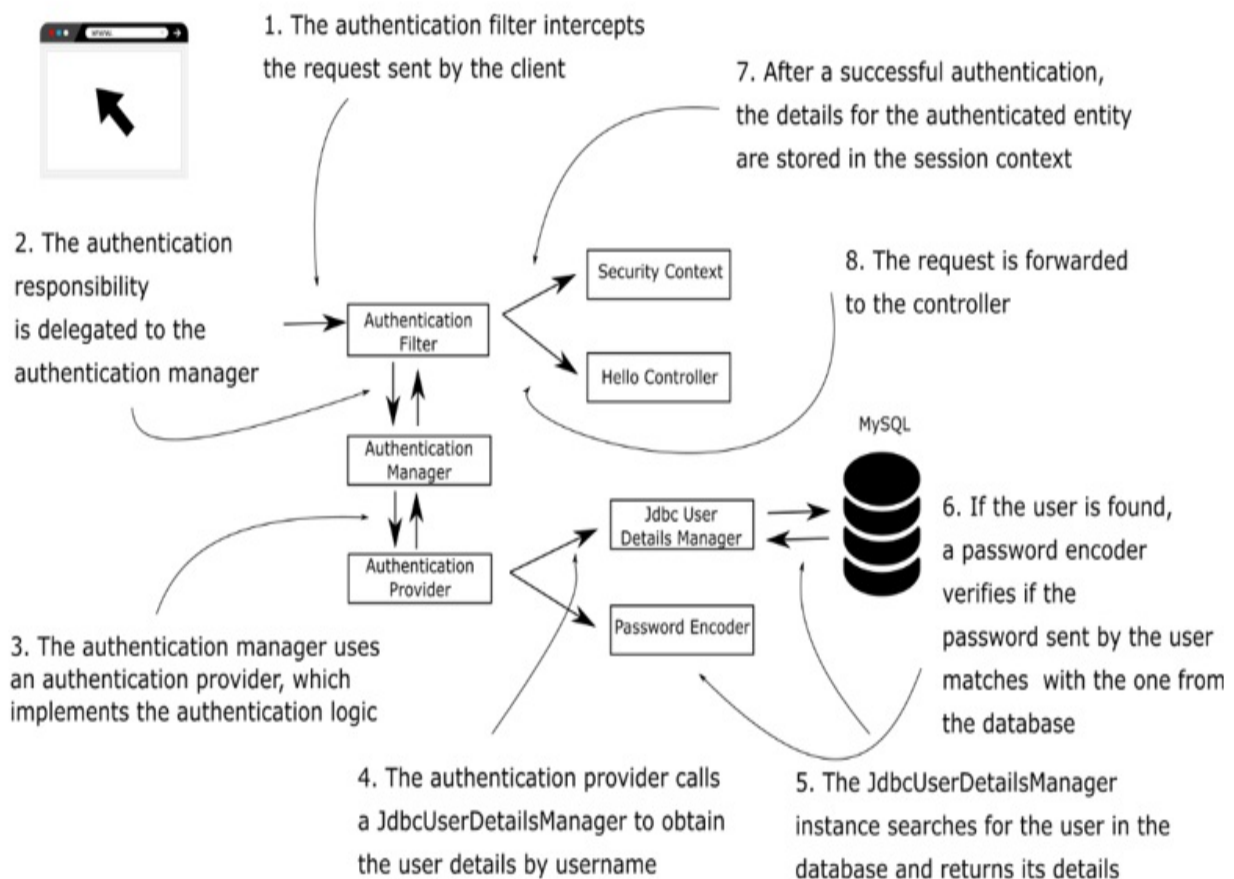 www.
1. The authentication filter intercepts
the request sent by the client
7. After a successful authentication,
the details for the authenticated entity
are stored in the session context
2. The authentication
responsibility
is delegated to the
authentication manager
Security Context
8. The request is forwarded
to the controller
Authentication
Filter
Hello Controller
MySQL
Authentication
Manager
Jdbc User
Details Manager
6. If the user is found,
a password encoder
verifies if the
password sent by the user
matches with the one from
the database
Authentication
Provider
Password Encoder
3. The authentication manager uses
an authentication provider, which
implements the authentication logic
4. The authentication provider calls
a JdbcUserDetailsManager to obtain
the user details by username
5. The JdbcUserDetailsManager
instance searches for the user in the
database and returns its details